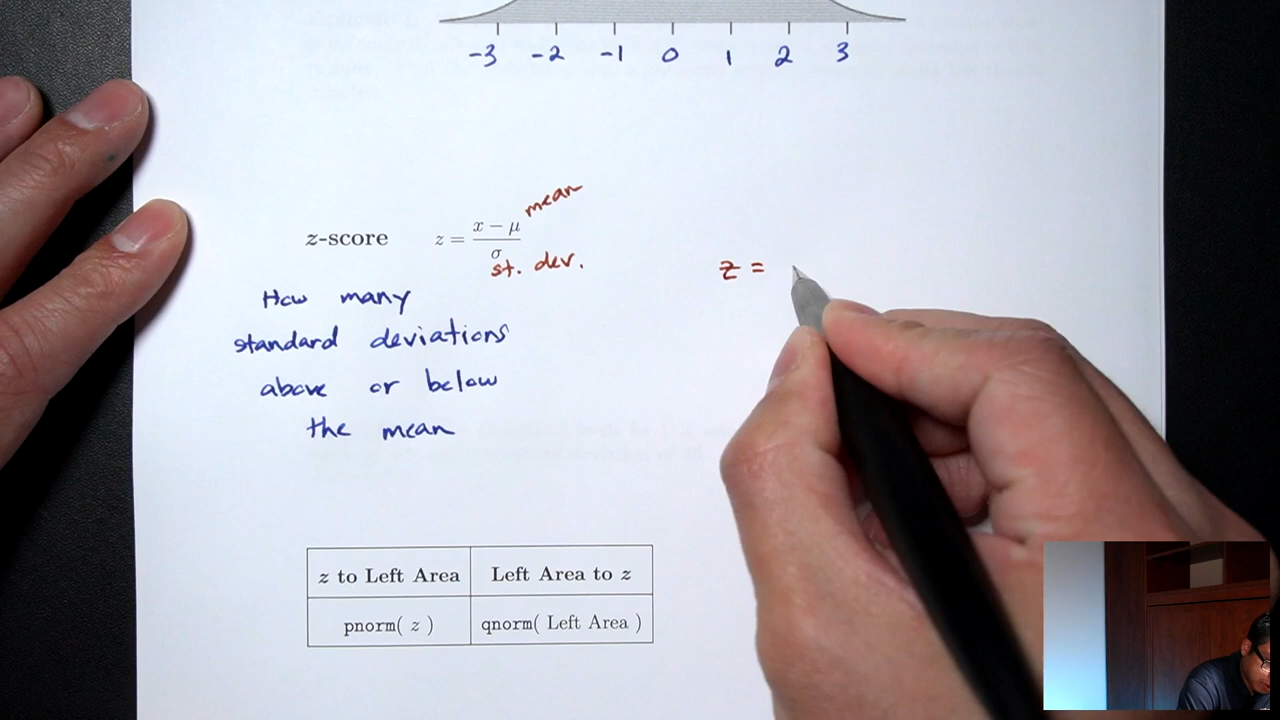 -3 -2 -1 0 1 2 3
mean
z-score z = \frac{x - μ}{σ}
st. dev.
z =
How many
standard deviations
above or below
the mean
z to Left Area Left Area to z
pnorm( z ) qnorm( Left Area )